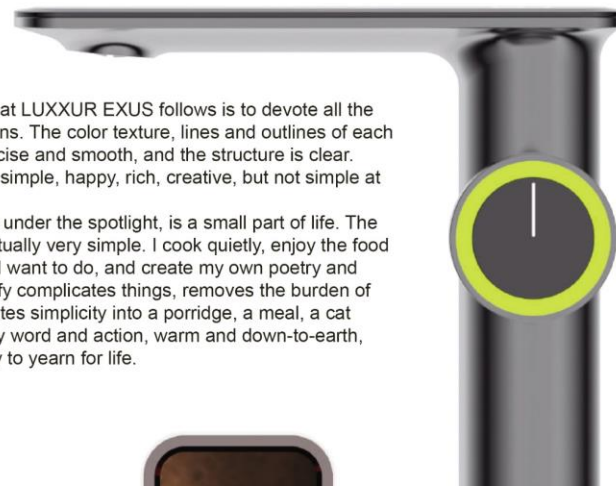 at LUXXUR EXUS follows is to devote all the
ns. The color texture, lines and outlines of each
cise and smooth, and the structure is clear.
simple, happy, rich, creative, but not simple at
under the spotlight, is a small part of life. The
tually very simple. I cook quietly, enjoy the food
I want to do, and create my own poetry and
fy complicates things, removes the burden of
tes simplicity into a porridge, a meal, a cat
y word and action, warm and down-to-earth,
y to yearn for life.